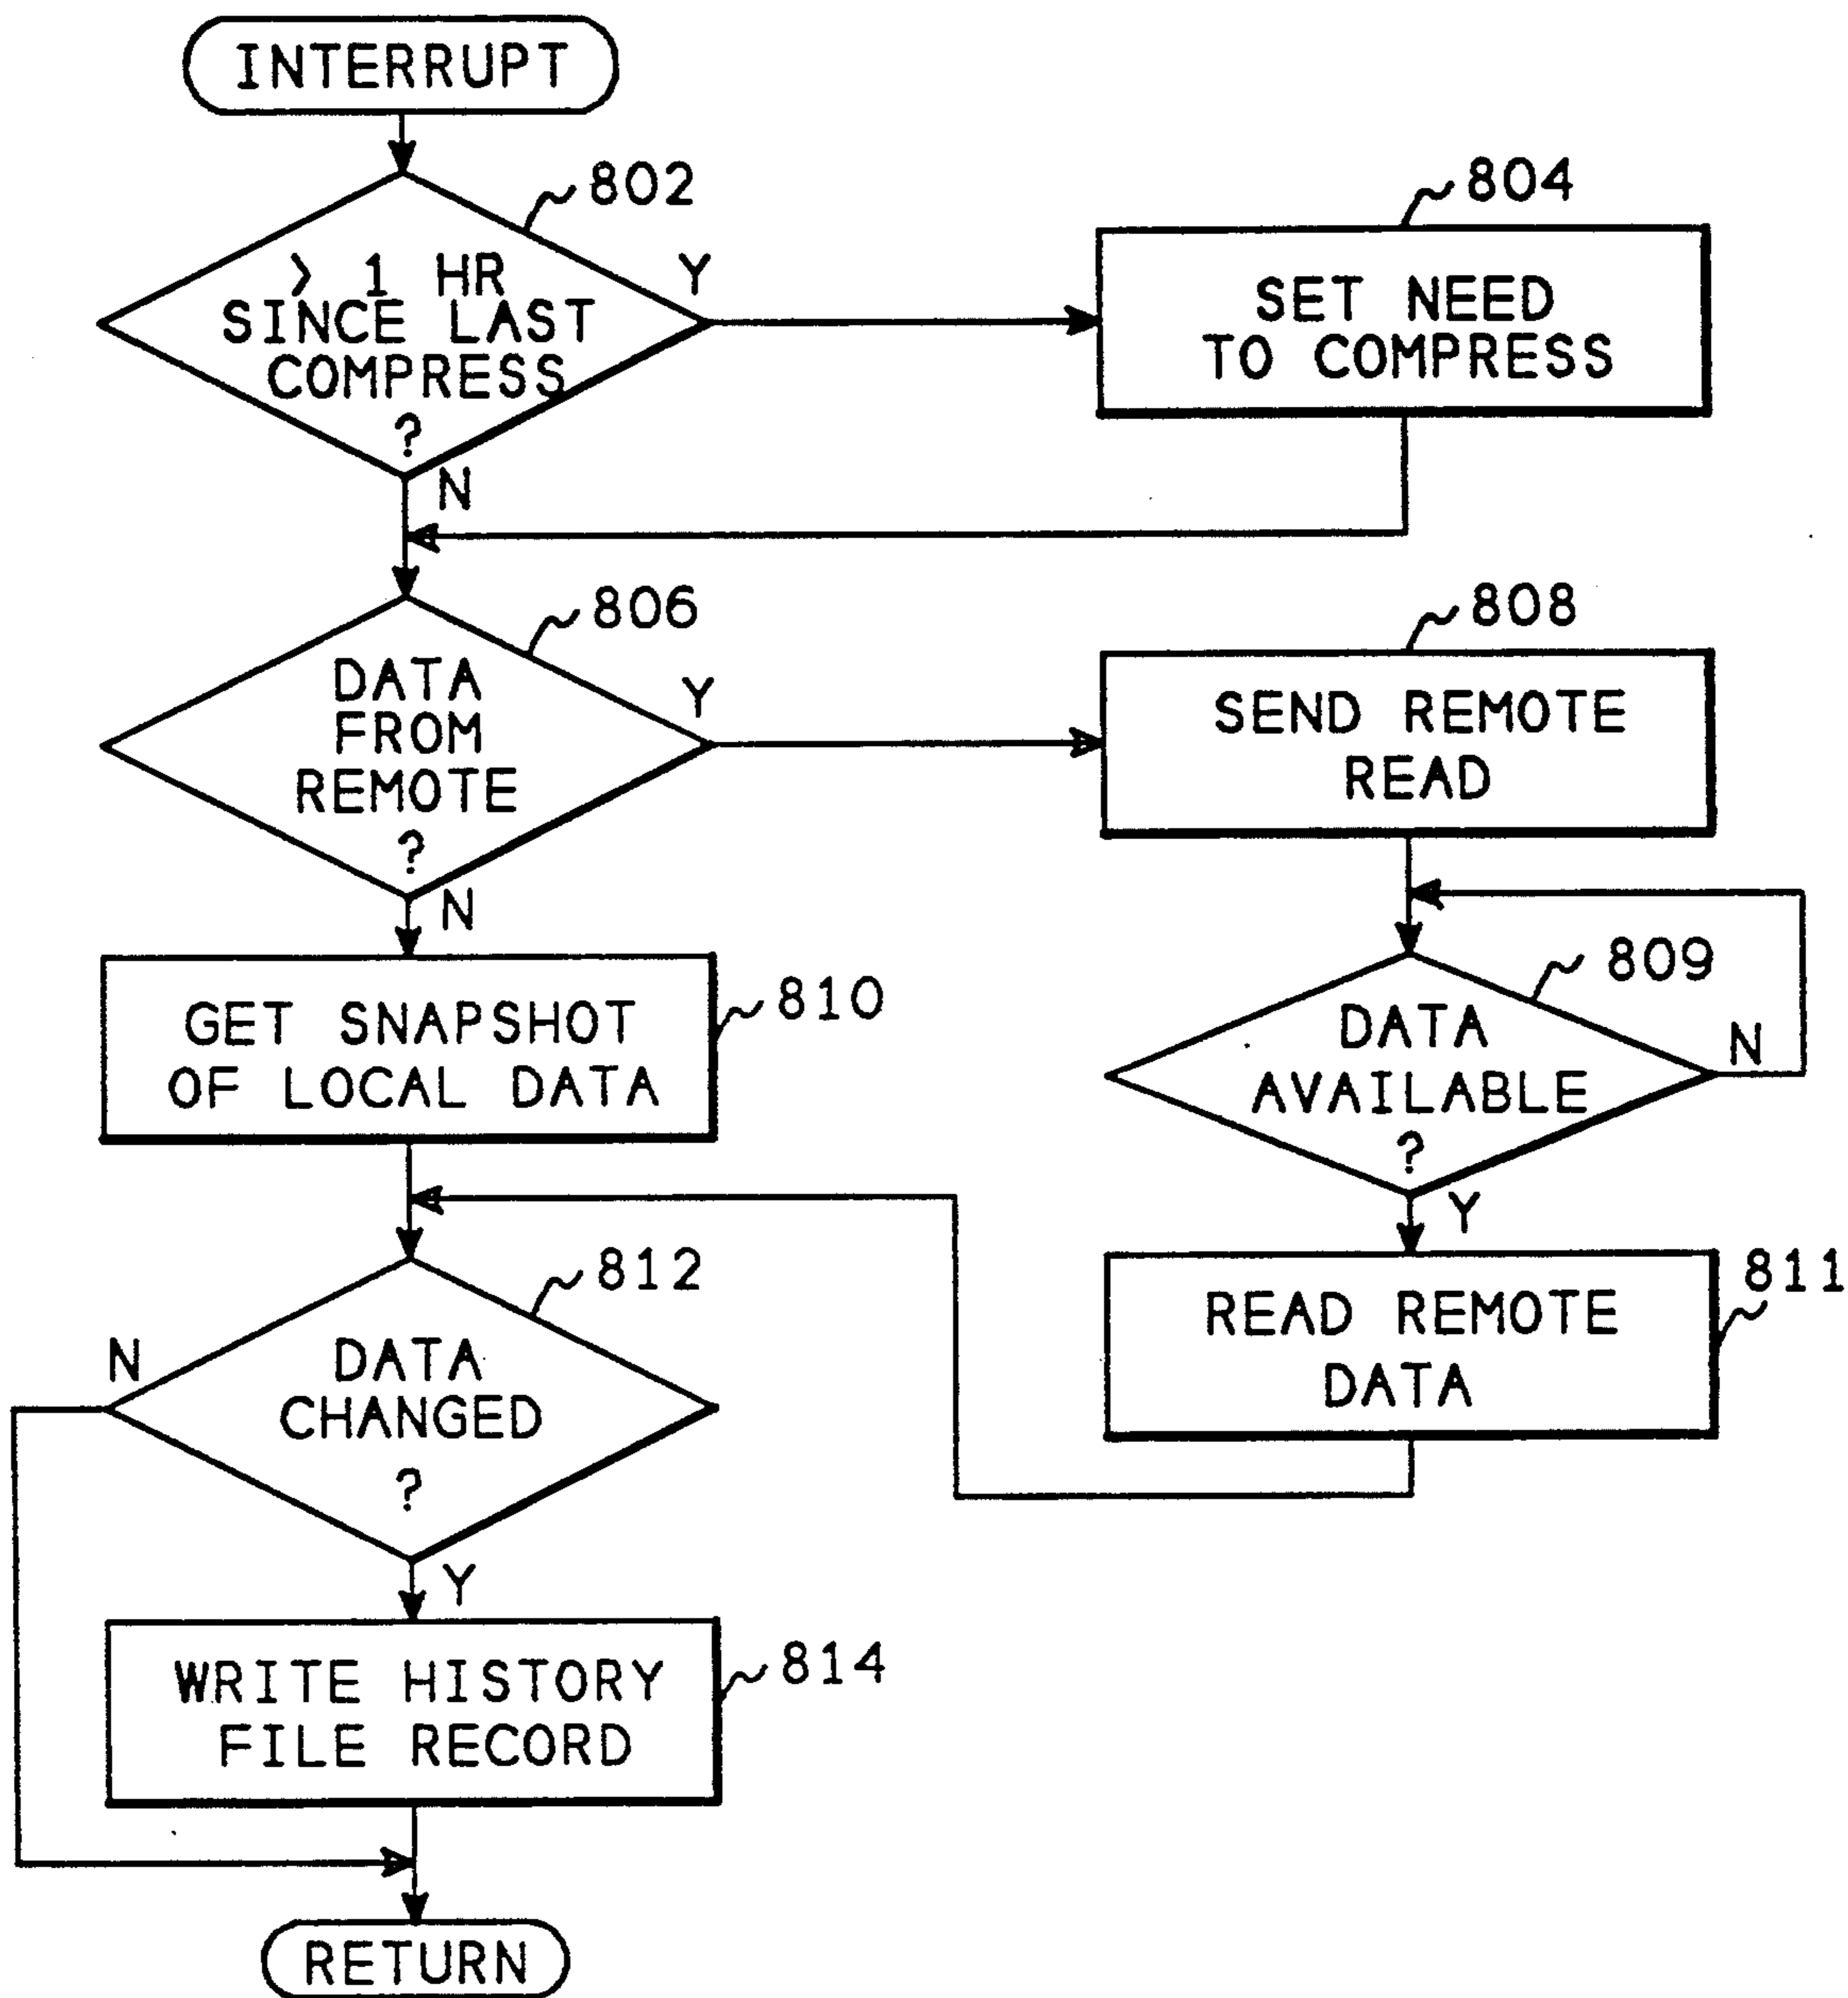 INTERRUPT
802
> 1 HR
SINCE LAST
COMPRESS
?
Y
N
804
SET NEED
TO COMPRESS
806
DATA
FROM
REMOTE
?
Y
N
808
SEND REMOTE
READ
809
DATA
AVAILABLE
?
N
Y
810
GET SNAPSHOT
OF LOCAL DATA
811
READ REMOTE
DATA
812
DATA
CHANGED
?
N
Y
814
WRITE HISTORY
FILE RECORD
RETURN